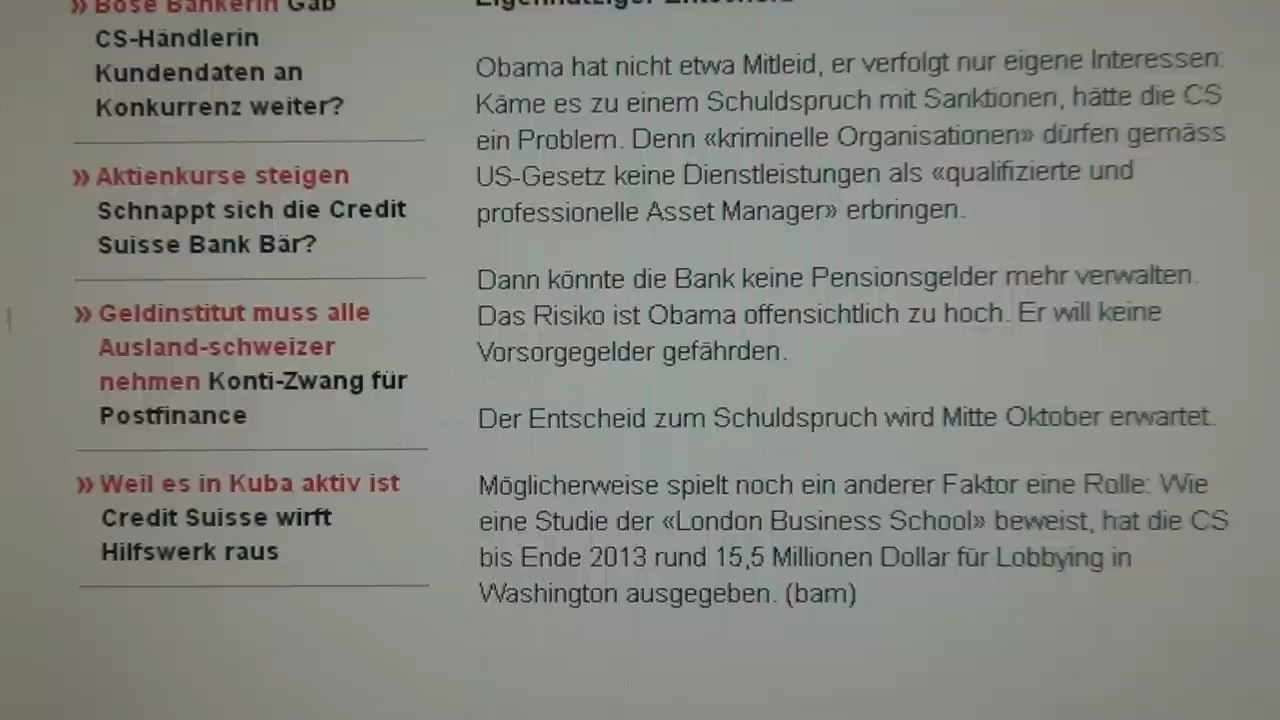 » Böse Bankerin Gab
CS-Händlerin
Kundendaten an
Konkurrenz weiter?
» Aktienkurse steigen
Schnappt sich die Credit
Suisse Bank Bär?
» Geldinstitut muss alle
Ausland-schweizer
nehmen Konti-Zwang für
Postfinance
» Weil es in Kuba aktiv ist
Credit Suisse wirft
Hilfswerk raus
Eigennütziger Entscheid
Obama hat nicht etwa Mitleid, er verfolgt nur eigene Interessen:
Käme es zu einem Schuldspruch mit Sanktionen, hätte die CS
ein Problem. Denn «kriminelle Organisationen» dürfen gemäss
US-Gesetz keine Dienstleistungen als «qualifizierte und
professionelle Asset Manager» erbringen.
Dann könnte die Bank keine Pensionsgelder mehr verwalten.
Das Risiko ist Obama offensichtlich zu hoch. Er will keine
Vorsorgegelder gefährden.
Der Entscheid zum Schuldspruch wird Mitte Oktober erwartet.
Möglicherweise spielt noch ein anderer Faktor eine Rolle: Wie
eine Studie der «London Business School» beweist, hat die CS
bis Ende 2013 rund 15,5 Millionen Dollar für Lobbying in
Washington ausgegeben. (bam)